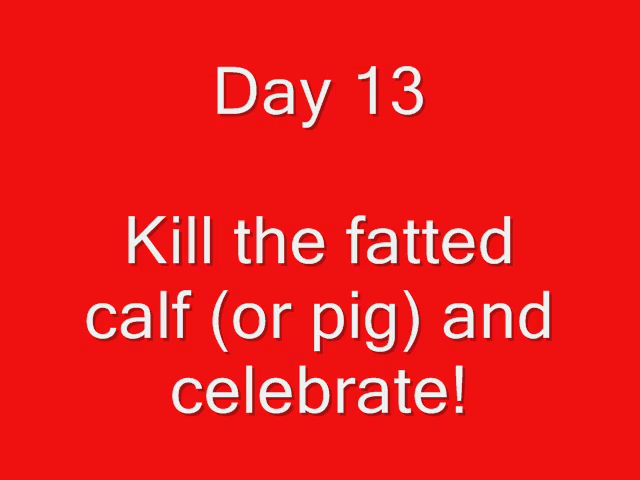 Day 13
Kill the fatted
calf (or pig) and
celebrate!